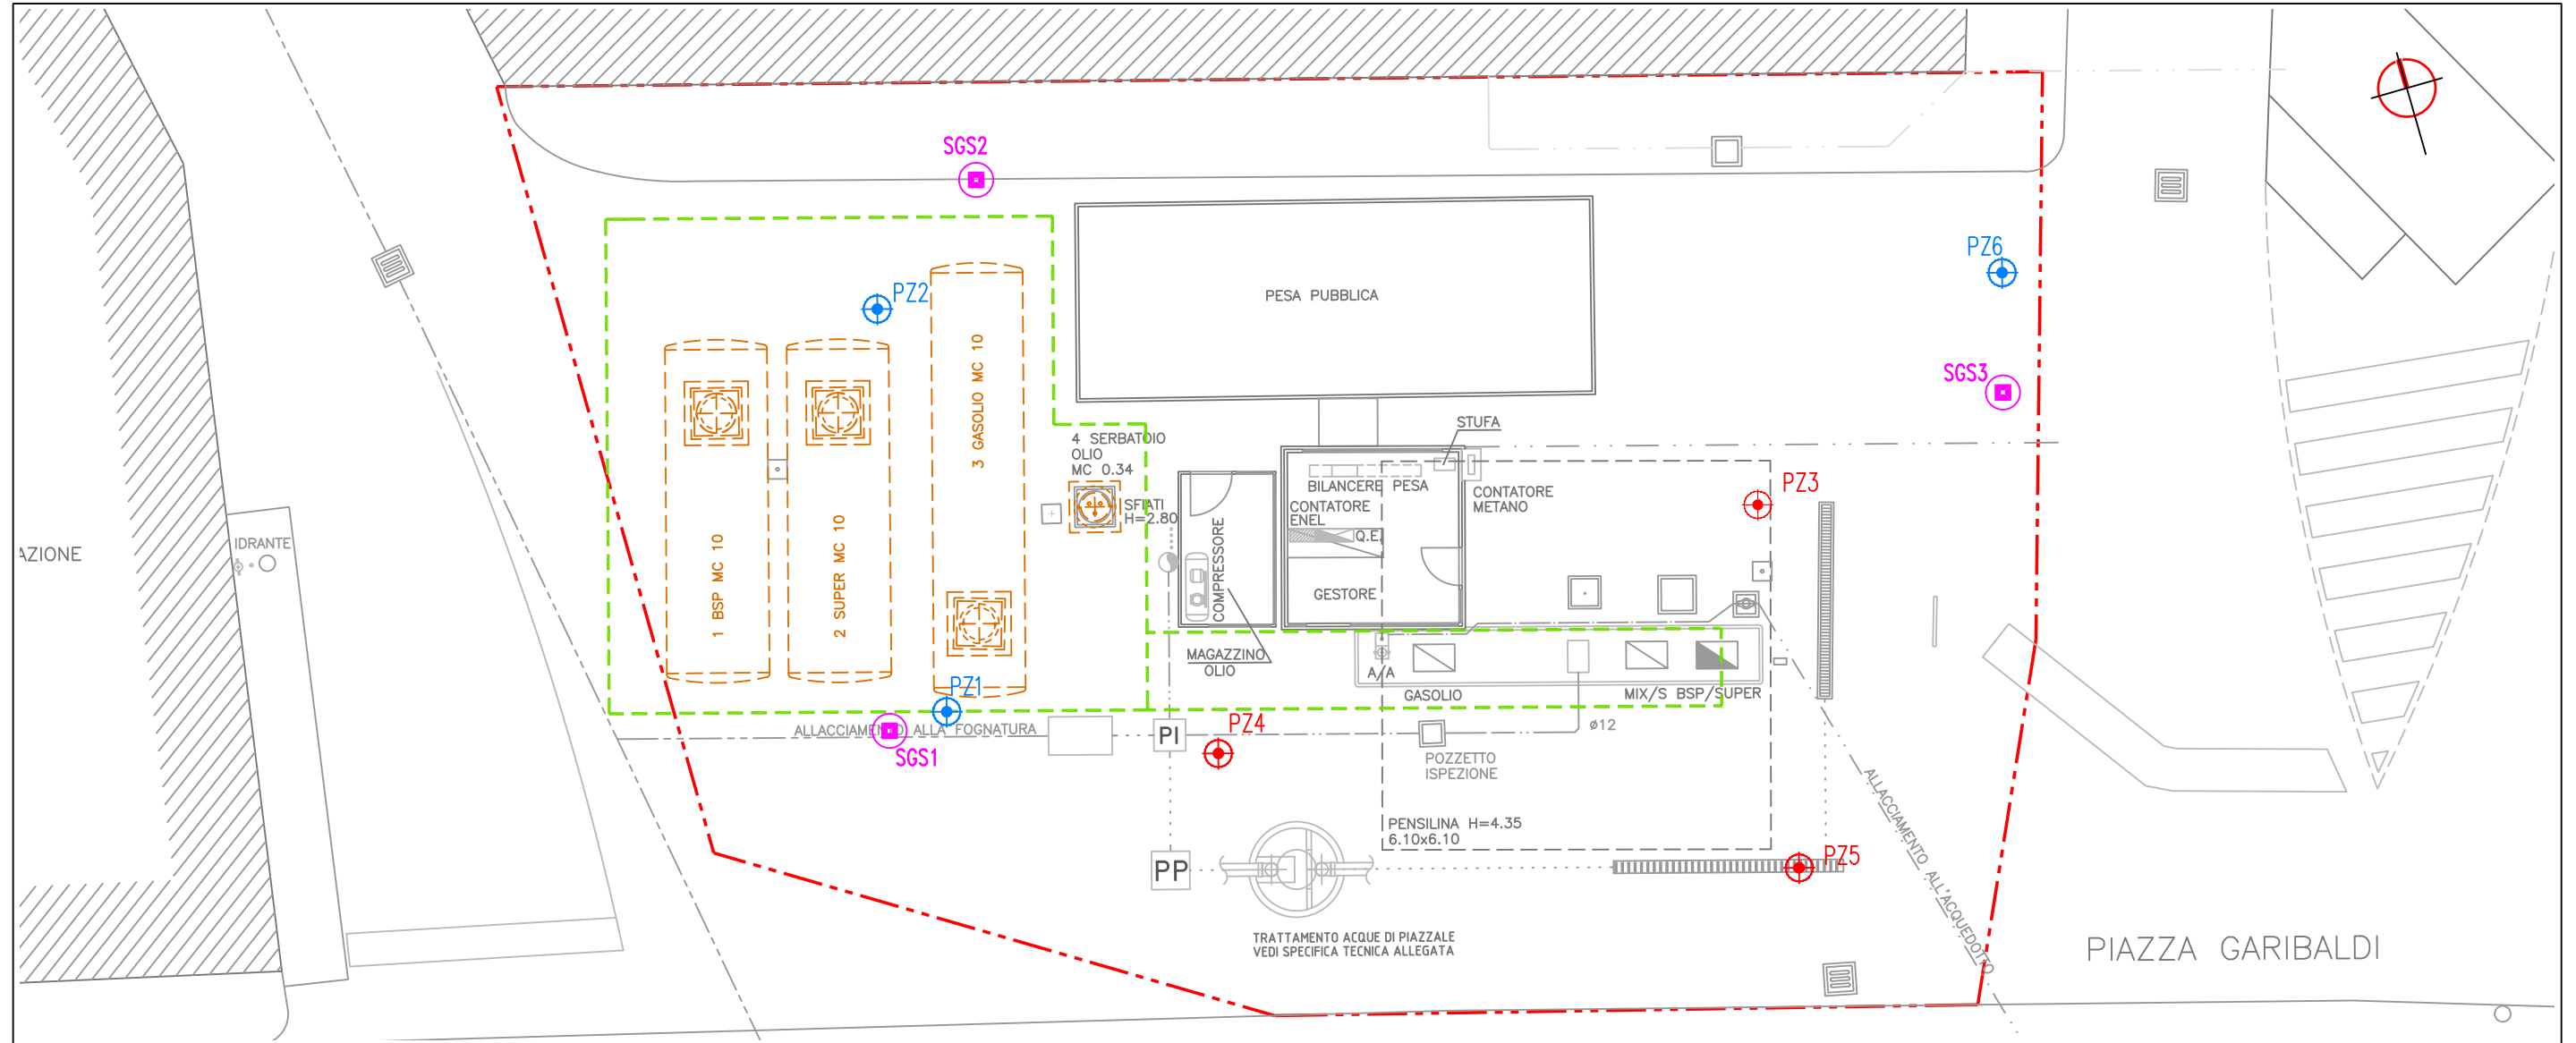 SGS2
PZ2
PZ6
PESA PUBBLICA
SGS3
3 GASOLIO MC 10
4 SERBATOIO
OLIO
MC 0.34
STUFA
PZ3
BILANCERE PESA
CONTATORE
METANO
SFIATI
H=2.80
CONTATORE
ENEL
Q.E.
AZIONE
IDRANTE
1 BSP MC 10
2 SUPER MC 10
COMPRESSORE
GESTORE
MAGAZZINO
OLIO
A/A
GASOLIO
MIX/S BSP/SUPER
PZ1
ALLACCIAMENTO ALLA FOGNATURA
SGS1
PI
PZ4
ø12
POZZETTO
ISPEZIONE
PENSILINA H=4.35
6.10x6.10
PP
PZ5
ALLACCIAMENTO ALL'ACQUEDOTTO
TRATTAMENTO ACQUE DI PIAZZALE
VEDI SPECIFICA TECNICA ALLEGATA
PIAZZA GARIBALDI